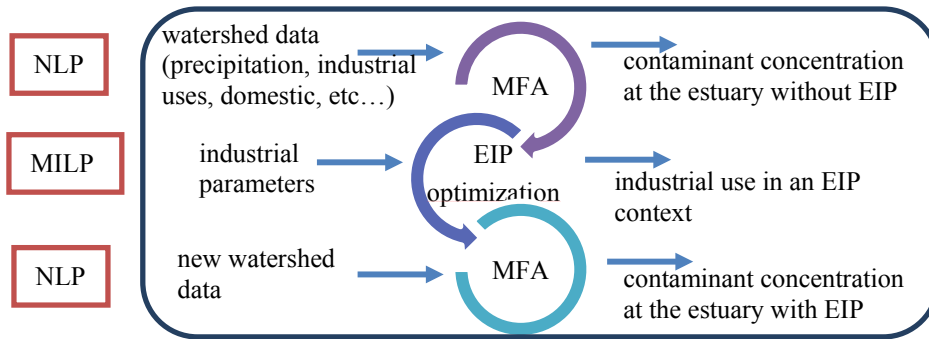 NLP
watershed data
(precipitation, industrial
uses, domestic, etc…)
MFA
contaminant concentration
at the estuary without EIP
MILP
industrial
parameters
EIP
optimization
industrial use in an EIP
context
NLP
new watershed
data
MFA
contaminant concentration
at the estuary with EIP